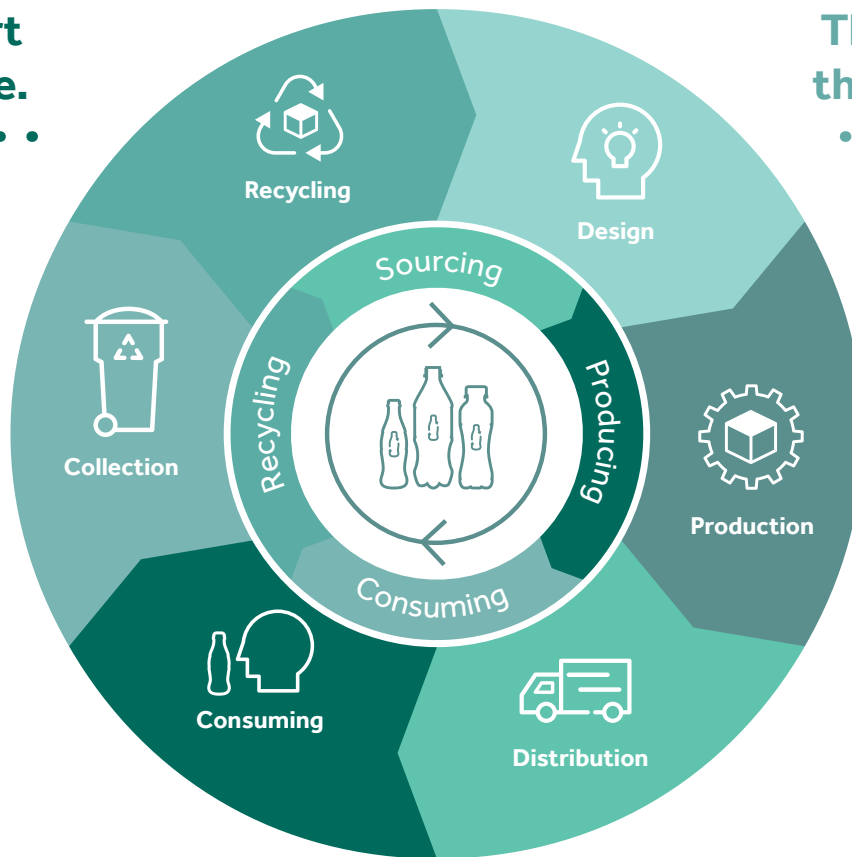 Recycling
Design
Sourcing
Recycling
Producing
Collection
Production
Consuming
Consuming
Distribution